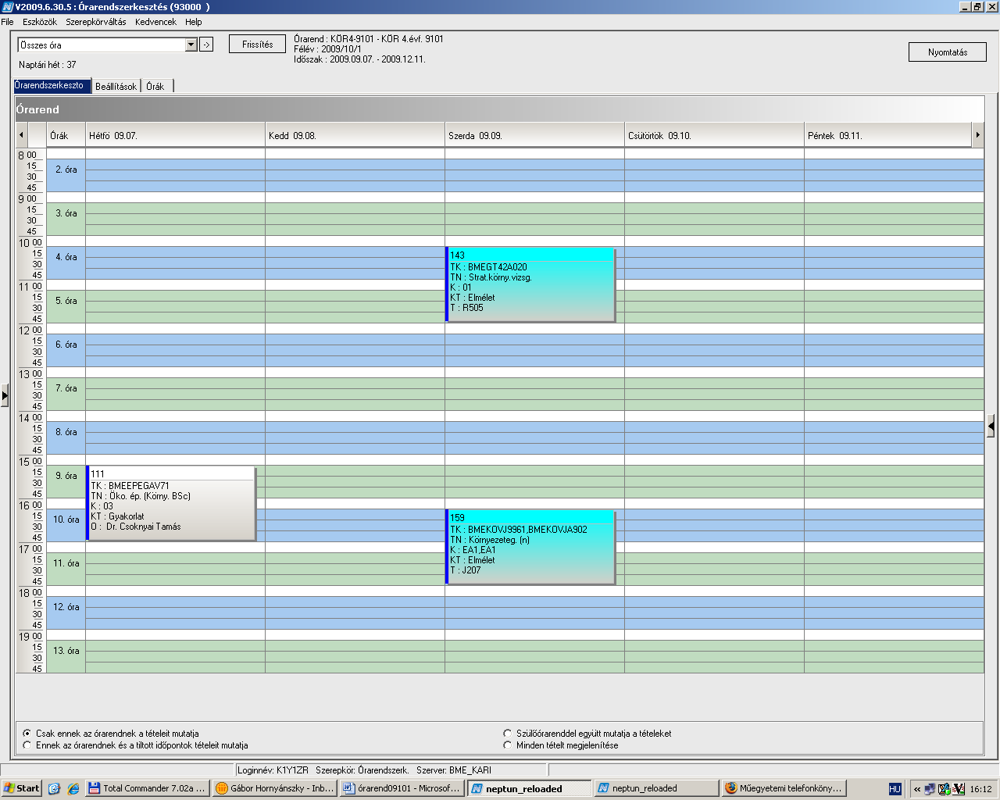 V2009.6.30.5 : Órarendszerkesztés (93000  )
File Eszközök Szerepkörváltás Kedvencek Help
Összes óra
->
Frissítés
Órarend : KÖR4-9101 - KÖR 4.évf. 9101
Félév : 2009/10/1
Időszak : 2009.09.07. - 2009.12.11.
Nyomtatás
Naptári hét : 37
Órarendszerkeszto Beállítások Órák
Órarend
Órák Hétfő 09.07. Kedd 09.08. Szerda 09.09. Csütörtök 09.10. Péntek 09.11.
8 00
15
30
45
2. óra
9 00
15
30
45
3. óra
10 00
15
30
45
4. óra
11 00
15
30
45
5. óra
12 00
15
30
45
6. óra
13 00
15
30
45
7. óra
14 00
15
30
45
8. óra
15 00
15
30
45
9. óra
16 00
15
30
45
10. óra
17 00
15
30
45
11. óra
18 00
15
30
45
12. óra
19 00
15
30
45
13. óra
143
TK : BMEGT42A020
TN : Strat.körny.vizsg.
K : 01
KT : Elmélet
T : R505
111
TK : BMEEPEGAV71
TN : Öko. ép. (Körny. BSc)
K : 03
KT : Gyakorlat
O : Dr. Csoknyai Tamás
159
TK : BMEKOVJ9961,BMEKOVJA902
TN : Környezeteg. (n)
K : EA1,EA1
KT : Elmélet
T : J207
Csak ennek az órarendnek a tételeit mutatja
Ennek az órarendnek és a tiltott időpontok tételeit mutatja
Szülőórarenddel együtt mutatja a tételeket
Minden tételt megjelenítése
Loginnév: K1Y1ZR Szerepkör: Órarendszerk. Szerver: BME_KARI
Start
Total Commander 7.02a ...
Gábor Hornyánszky - Inb...
órarend09101 - Microsof...
neptun_reloaded
neptun_reloaded
Műegyetemi telefonköny...
HU
«
16:12